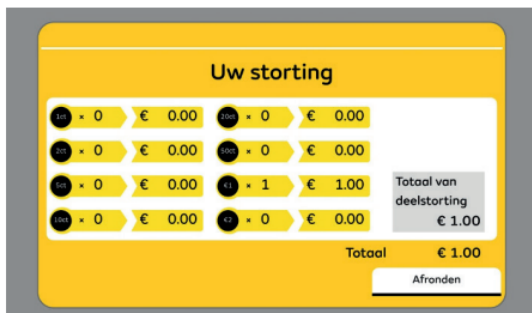 Uw storting
1ct × 0 € 0.00 20ct × 0 € 0.00
2ct × 0 € 0.00 50ct × 0 € 0.00
5ct × 0 € 0.00 €1 × 1 € 1.00
10ct × 0 € 0.00 €2 × 0 € 0.00
Totaal van
deelstorting
€ 1.00
Totaal € 1.00
Afronden